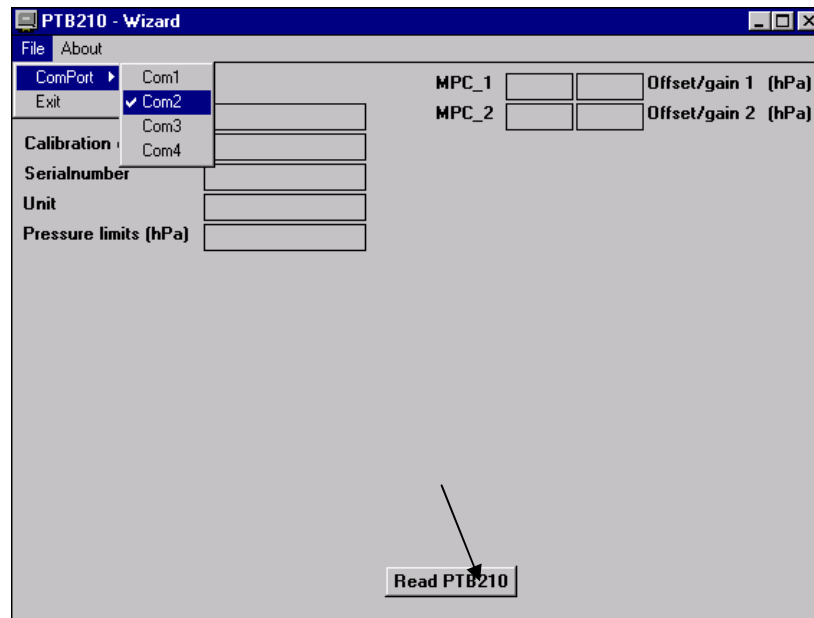 PTB210 - Wizard
File About
ComPort
Exit
Com1
Com2
Com3
Com4
MPC_1 Offset/gain 1 (hPa)
MPC_2 Offset/gain 2 (hPa)
Calibration
Serialnumber
Unit
Pressure limits (hPa)
Read PTB210